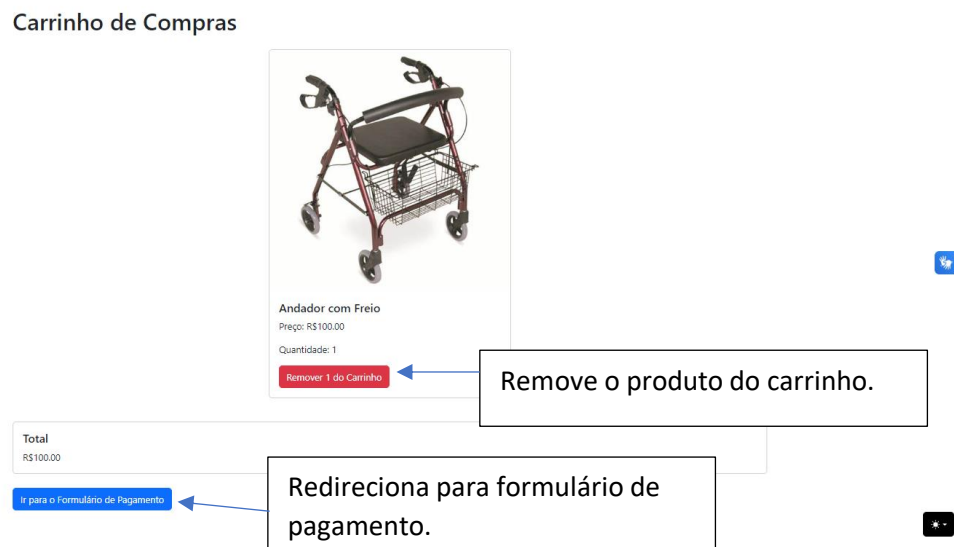 Carrinho de Compras
Andador com Freio
Preço: R$100.00
Quantidade: 1
Remover 1 do Carrinho
Remove o produto do carrinho.
Total
R$100.00
Ir para o Formulário de Pagamento
Redireciona para formulário de
pagamento.